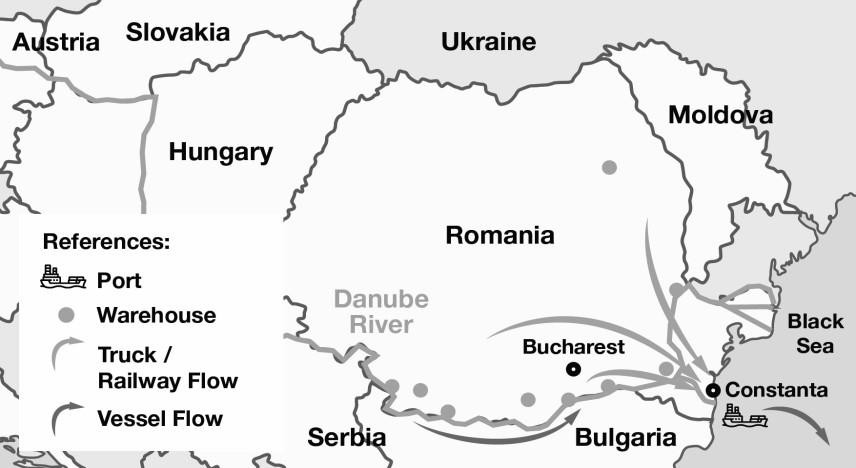 Austria
Slovakia
Ukraine
Moldova
Hungary
Romania
References:
Port
Warehouse
Truck /
Railway Flow
Vessel Flow
Danube
River
Bucharest
Black
Sea
Constanta
Serbia
Bulgaria